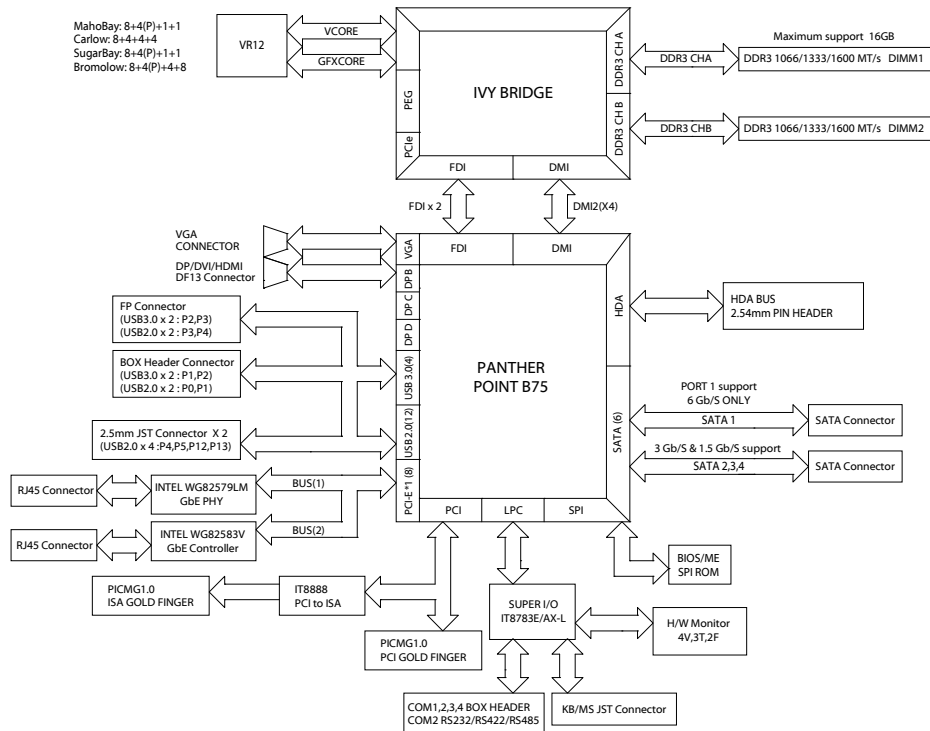 MahoBay: 8+4(P)+1+1
Carlow: 8+4+4+4
SugarBay: 8+4(P)+1+1
Bromolow: 8+4(P)+4+8
VR12
VCORE
GFXCORE
PEG
PCIe
IVY BRIDGE
DDR3 CH A
DDR3 CH B
FDI
DMI
DDR3 CHA
Maximum support 16GB
DDR3 1066/1333/1600 MT/s DIMM1
DDR3 CHB
DDR3 1066/1333/1600 MT/s DIMM2
FDI x 2
DMI2(X4)
VGA
CONNECTOR
DP/DVI/HDMI
DF13 Connector
VGA
DP B
DP C
DP D
USB 3.0(4)
USB2.0(12)
PCI-E *1 (8)
FDI
DMI
PANTHER
POINT B75
HDA
SATA (6)
PCI
LPC
SPI
HDA BUS
2.54mm PIN HEADER
FP Connector
(USB3.0 x 2 : P2,P3)
(USB2.0 x 2 : P3,P4)
BOX Header Connector
(USB3.0 x 2 : P1,P2)
(USB2.0 x 2 : P0,P1)
2.5mm JST Connector X 2
(USB2.0 x 4 :P4,P5,P12,P13)
PORT 1 support
6 Gb/S ONLY
SATA 1
SATA Connector
3 Gb/S & 1.5 Gb/S support
SATA 2,3,4
SATA Connector
RJ45 Connector
INTEL WG82579LM
GbE PHY
BUS(1)
RJ45 Connector
INTEL WG82583V
GbE Controller
BUS(2)
BIOS/ME
SPI ROM
PICMG1.0
ISA GOLD FINGER
IT8888
PCI to ISA
SUPER I/O
IT8783E/AX-L
H/W Monitor
4V,3T,2F
PICMG1.0
PCI GOLD FINGER
COM1,2,3,4 BOX HEADER
COM2 RS232/RS422/RS485
KB/MS JST Connector